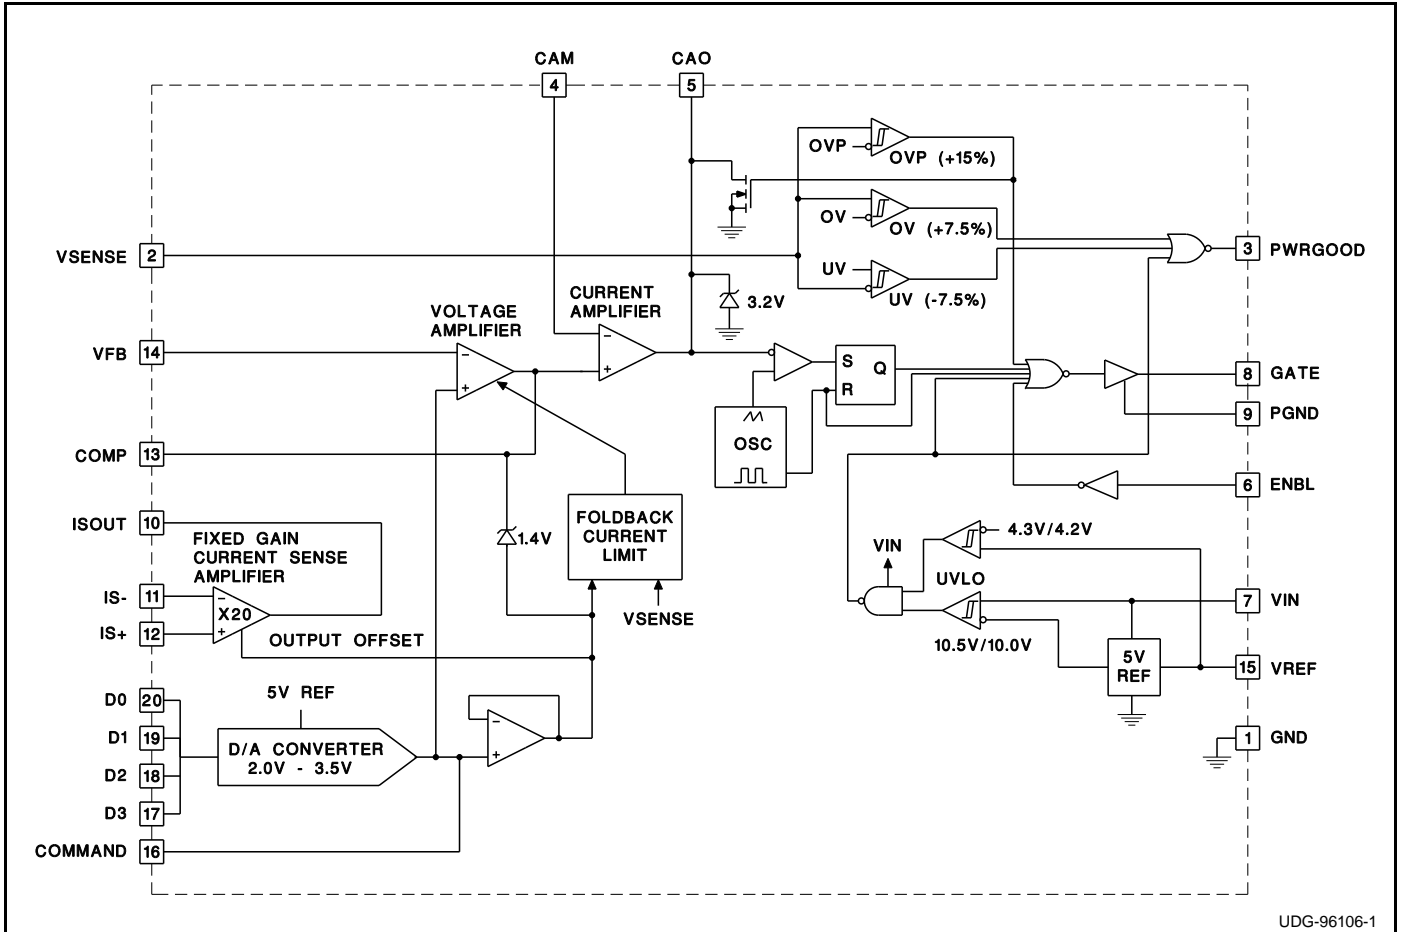 CAM
CAO
4
5
OVP
OVP (+15%)
OV
OV (+7.5%)
UV
UV (-7.5%)
VSENSE
2
3
PWRGOOD
CURRENT
AMPLIFIER
VOLTAGE
AMPLIFIER
3.2V
VFB
14
-
+
-
+
S
Q
R
8
GATE
9
PGND
OSC
COMP
13
6
ENBL
ISOUT
10
FIXED GAIN
CURRENT SENSE
AMPLIFIER
1.4V
FOLDBACK
CURRENT
LIMIT
VSENSE
4.3V/4.2V
VIN
UVLO
10.5V/10.0V
IS-
11
IS+
12
-
X20
+
OUTPUT OFFSET
7
VIN
5V
REF
15
VREF
D0
20
D1
19
D2
18
D3
17
5V REF
D/A CONVERTER
2.0V - 3.5V
-
+
1
GND
COMMAND
16
UDG-96106-1